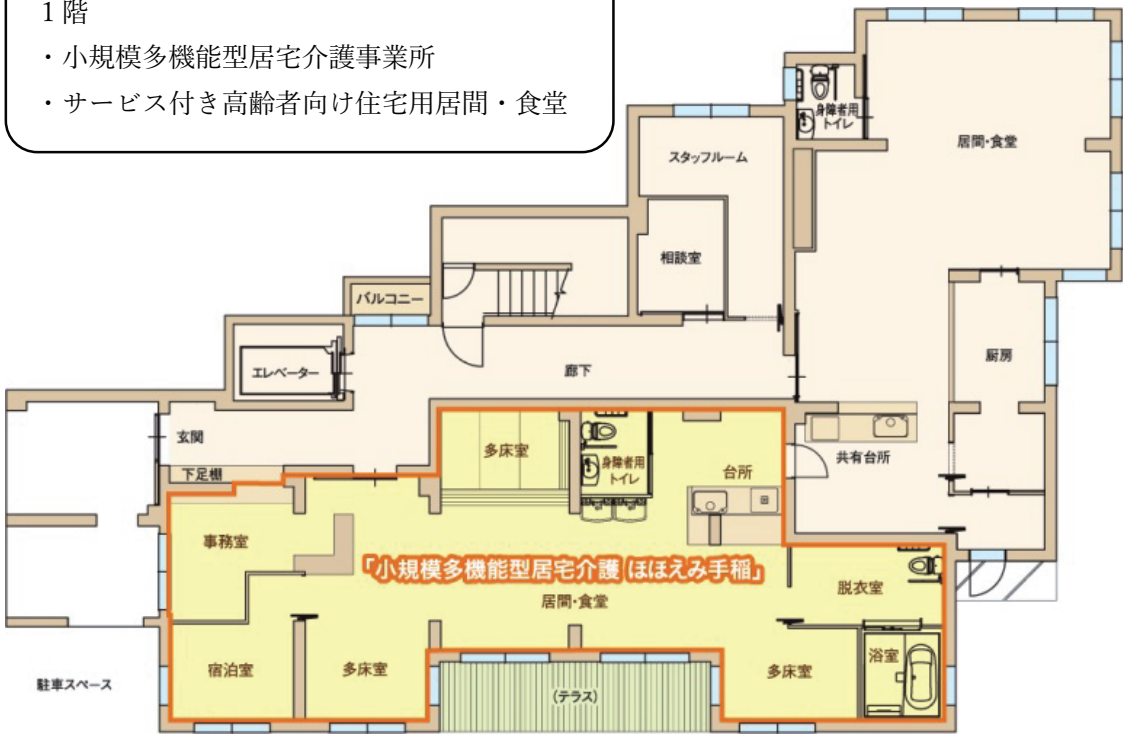 1階
・小規模多機能型居宅介護事業所
・サービス付き高齢者向け住宅用居間・食堂
身障者用
トイレ
居間・食堂
スタッフルーム
相談室
バルコニー
エレベーター
廊下
厨房
玄関
下足棚
多床室
身障者用
トイレ
台所
共有台所
事務室
「小規模多機能型居宅介護 ほほえみ手稲」
居間・食堂
脱衣室
宿泊室
多床室
多床室
浴室
駐車スペース
(テラス)